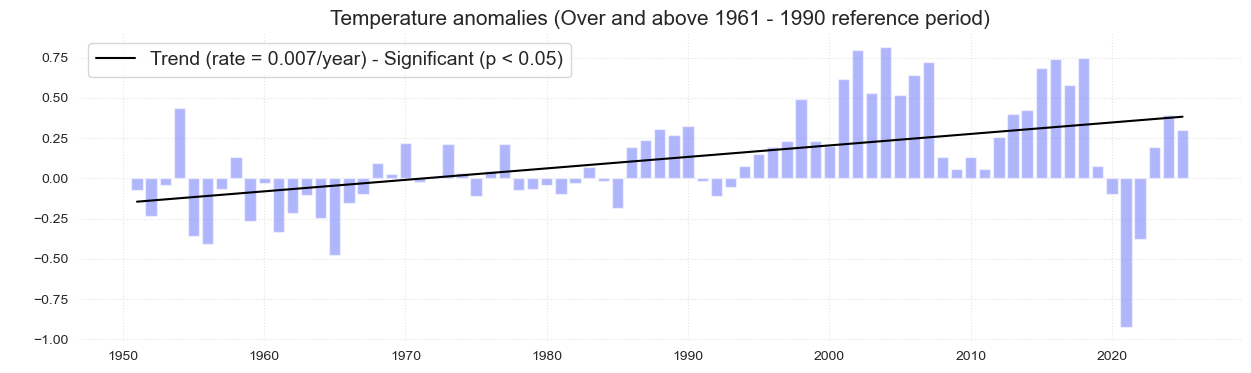 Temperature anomalies (Over and above 1961 - 1990 reference period)
Trend (rate = 0.007/year) - Significant (p < 0.05)
0.75
0.50
0.25
0.00
−0.25
−0.50
−0.75
−1.00
1950 1960 1970 1980 1990 2000 2010 2020